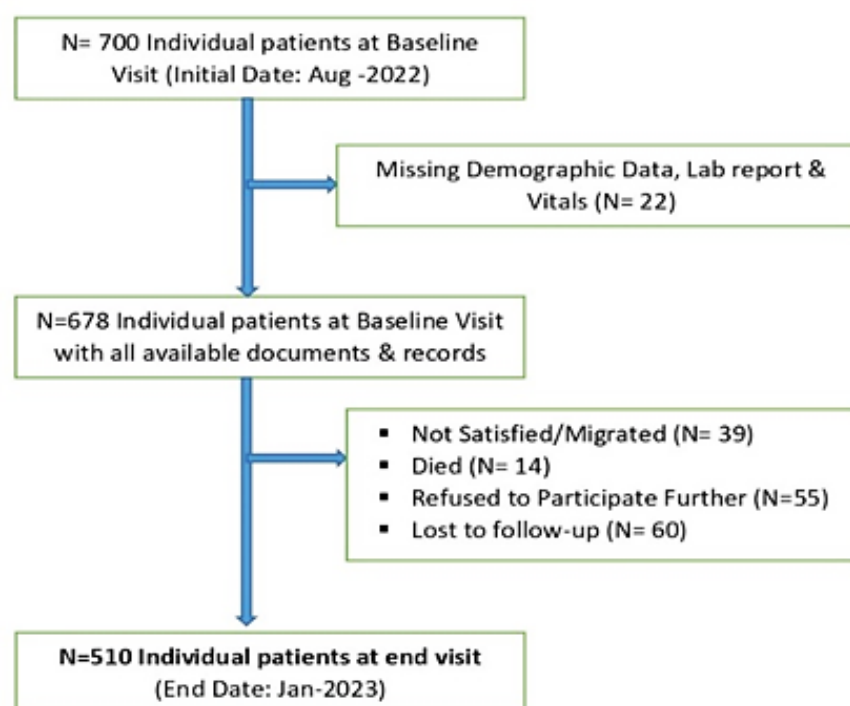 N= 700 Individual patients at Baseline
Visit (Initial Date: Aug -2022)
Missing Demographic Data, Lab report &
Vitals (N= 22)
N=678 Individual patients at Baseline Visit
with all available documents & records
▪ Not Satisfied/Migrated (N= 39)
▪ Died (N= 14)
▪ Refused to Participate Further (N=55)
▪ Lost to follow-up (N= 60)
N=510 Individual patients at end visit
(End Date: Jan-2023)